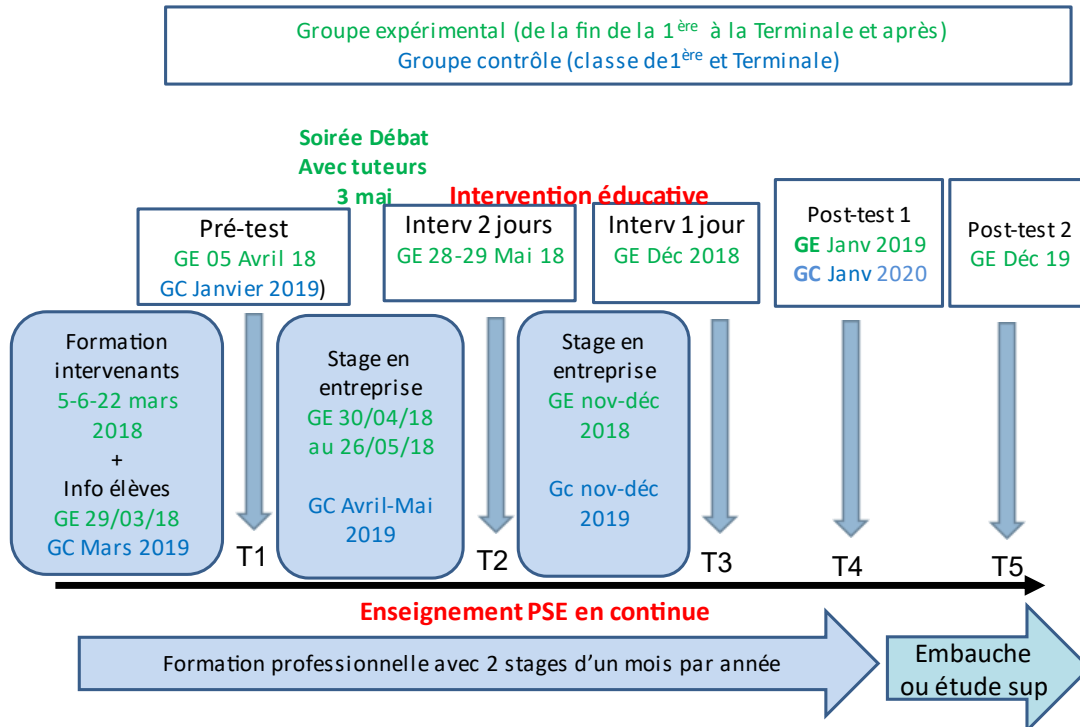 Groupe expérimental (de la fin de la 1ère à la Terminale et après)
Groupe contrôle (classe de1ère et Terminale)
Soirée Débat
Avec tuteurs
3 mai
Intervention éducative
Pré-test
GE 05 Avril 18
GC Janvier 2019)
Interv 2 jours
GE 28-29 Mai 18
Interv 1 jour
GE Déc 2018
Post-test 1
GE Janv 2019
GC Janv 2020
Post-test 2
GE Déc 19
Formation
intervenants
5-6-22 mars
2018
+
Info élèves
GE 29/03/18
GC Mars 2019
Stage en
entreprise
GE 30/04/18
au 26/05/18
GC Avril-Mai
2019
Stage en
entreprise
GE nov-déc
2018
Gc nov-déc
2019
T1
T2
T3
T4
T5
Enseignement PSE en continue
Formation professionnelle avec 2 stages d'un mois par année
Embauche
ou étude sup